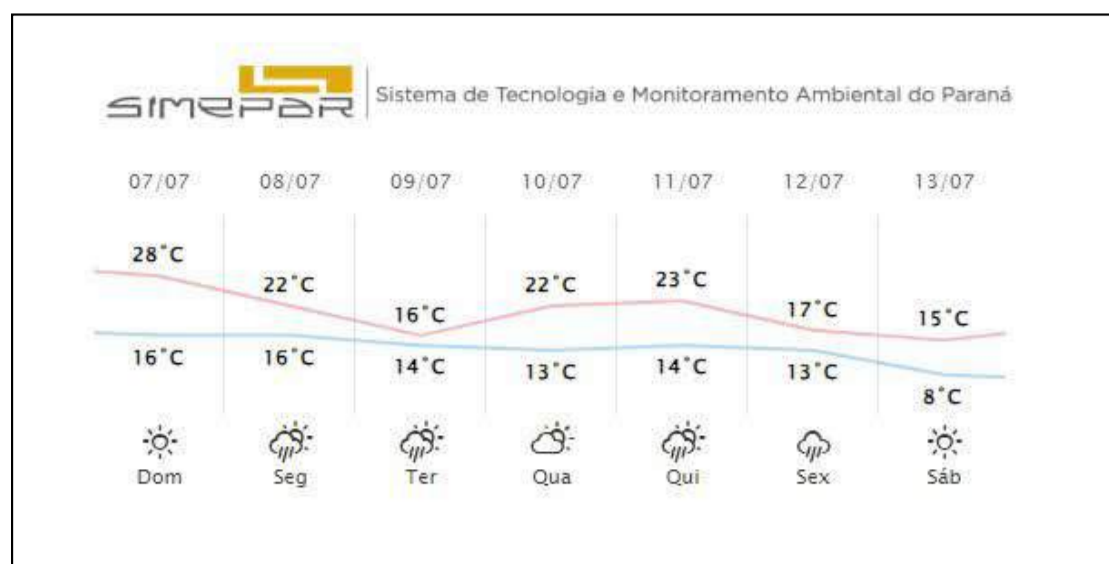 SIMEPAR
Sistema de Tecnologia e Monitoramento Ambiental do Paraná
07/07 08/07 09/07 10/07 11/07 12/07 13/07
28°C 22°C 16°C 22°C 23°C 17°C 15°C
16°C 16°C 14°C 13°C 14°C 13°C 8°C
Dom Seg Ter Qua Qui Sex Sáb